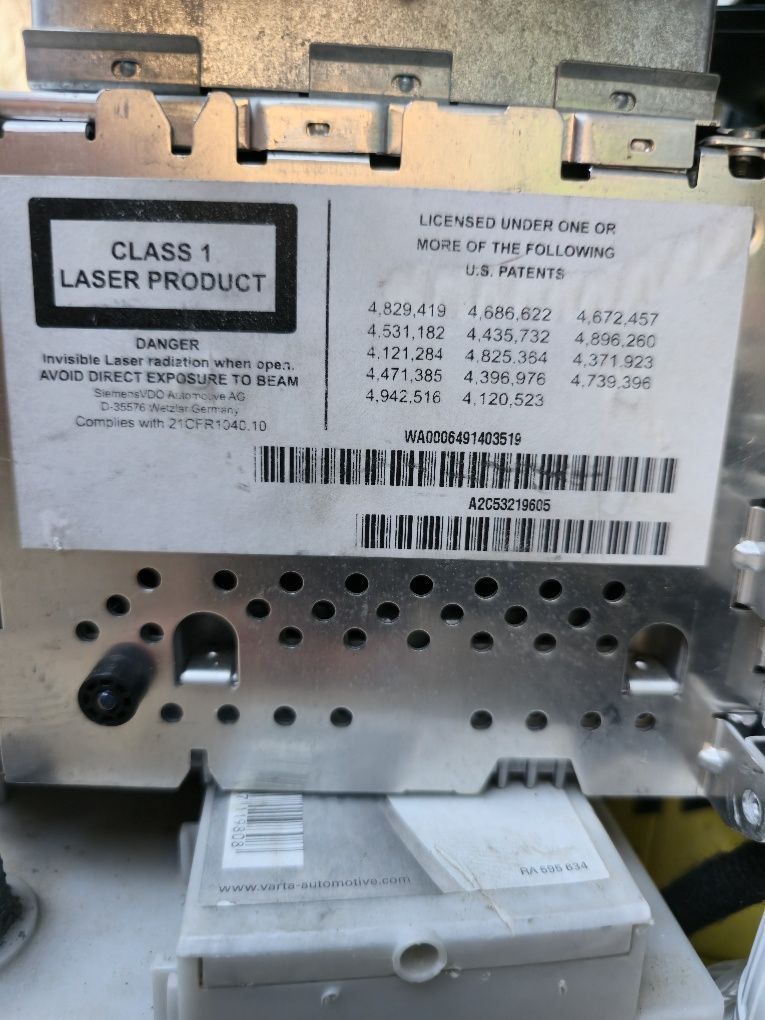 CLASS 1
LASER PRODUCT
DANGER
Invisible Laser radiation when open.
AVOID DIRECT EXPOSURE TO BEAM
SiemensVDO Automotive AG
D-35576 Wetzlar Germany
Complies with 21CFR1040.10
LICENSED UNDER ONE OR
MORE OF THE FOLLOWING
U.S. PATENTS
4,829,419 4,686,622 4,672,457
4,531,182 4,435,732 4,896,260
4,121,284 4,825,364 4,371,923
4,471,385 4,396,976 4,739,396
4,942,516 4,120,523
WA0006491403519
A2C53219605
www.varta-automotive.com
RA 595 634